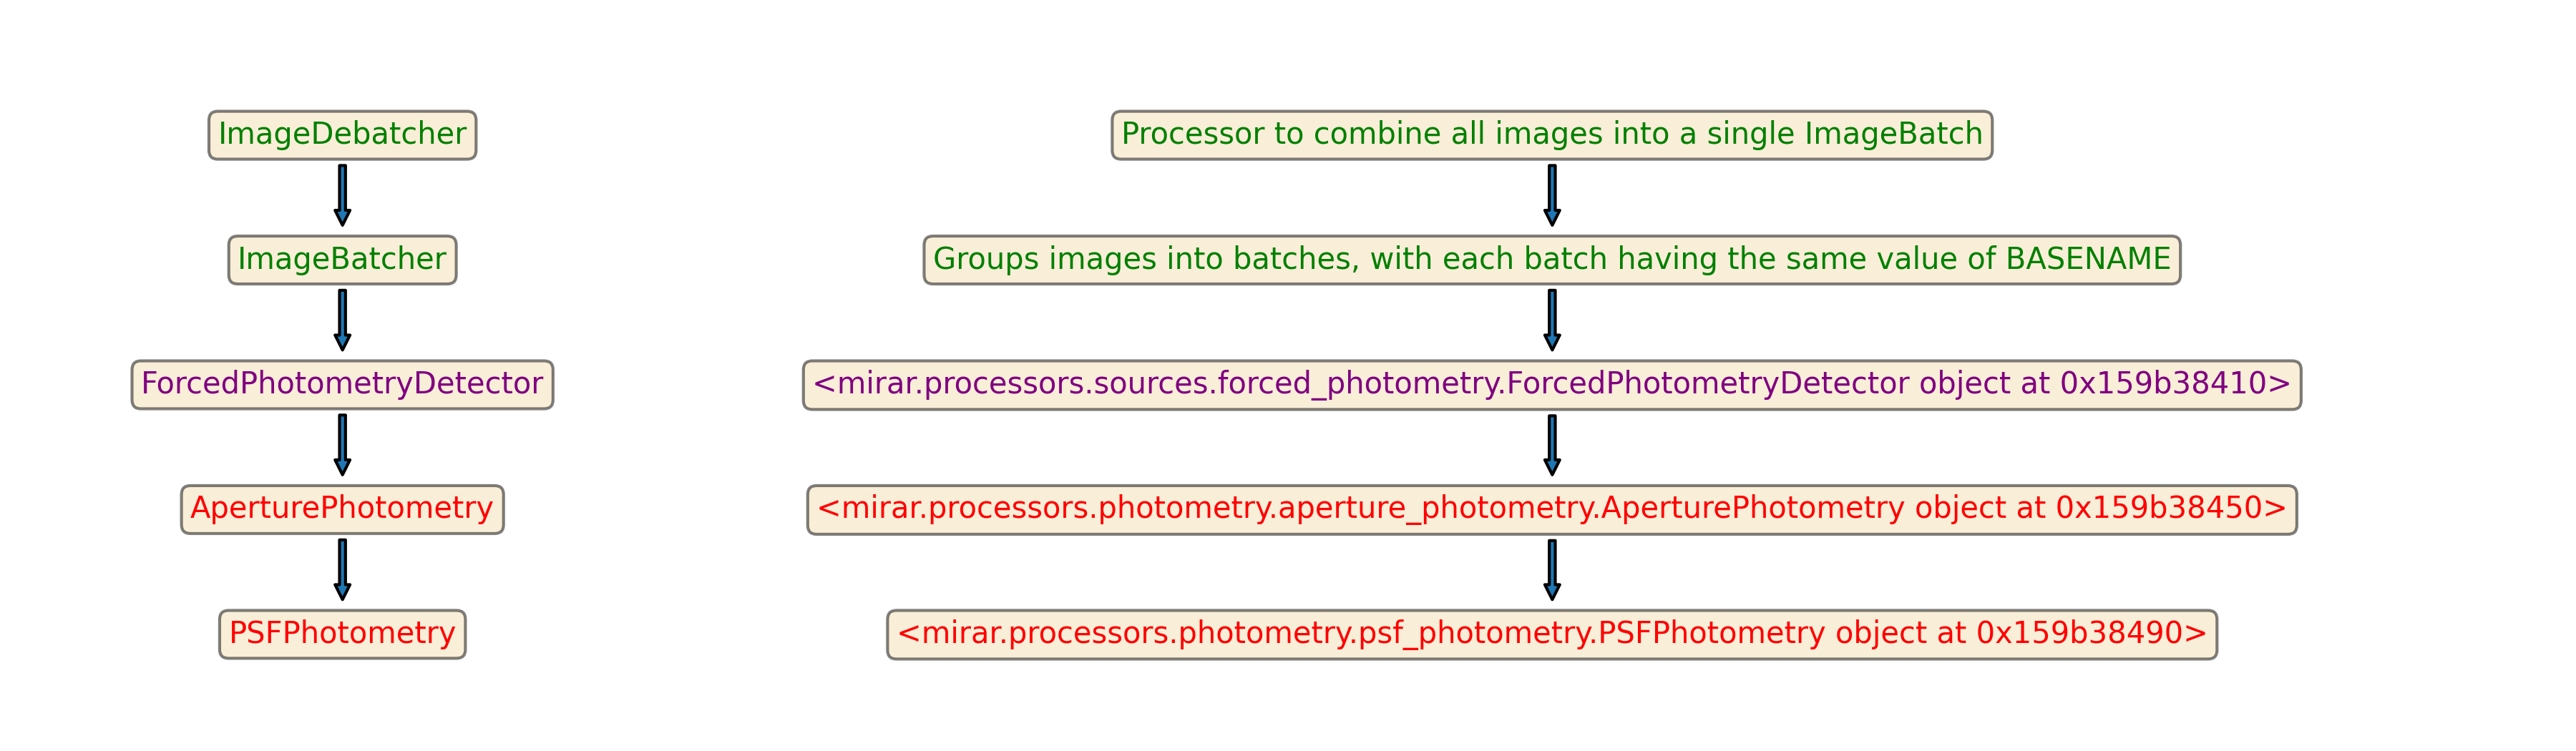 ImageDebatcher
Processor to combine all images into a single ImageBatch
ImageBatcher
Groups images into batches, with each batch having the same value of BASENAME
ForcedPhotometryDetector
<mirar.processors.sources.forced_photometry.ForcedPhotometryDetector object at 0x159b38410>
AperturePhotometry
<mirar.processors.photometry.aperture_photometry.AperturePhotometry object at 0x159b38450>
PSFPhotometry
<mirar.processors.photometry.psf_photometry.PSFPhotometry object at 0x159b38490>